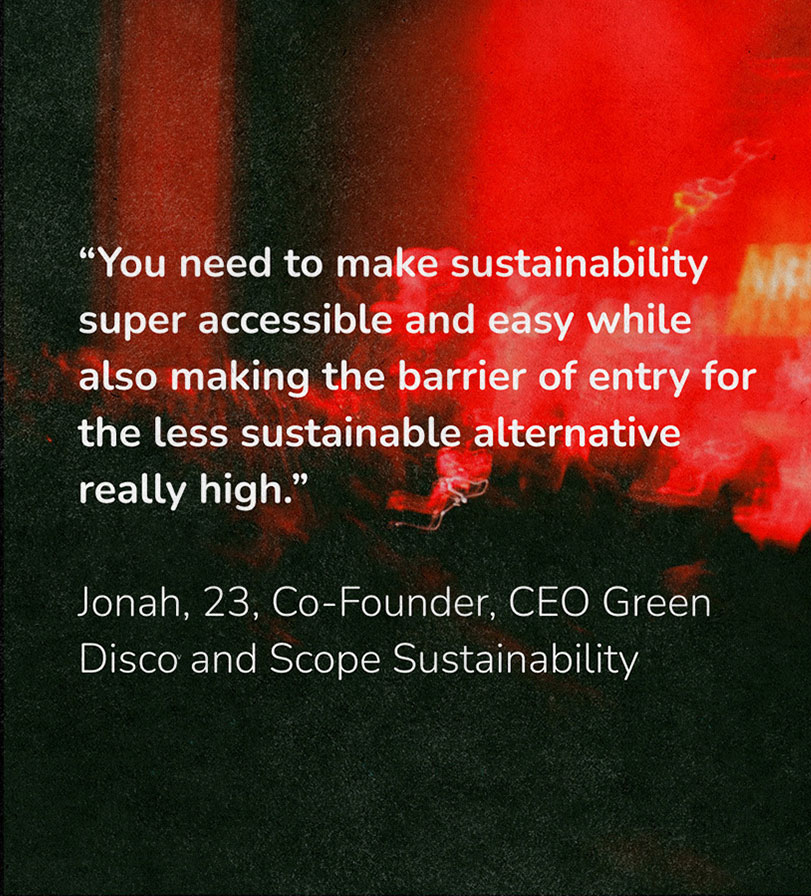 “You need to make sustainability
super accessible and easy while
also making the barrier of entry for
the less sustainable alternative
really high.”
Jonah, 23, Co-Founder, CEO Green
Disco and Scope Sustainability